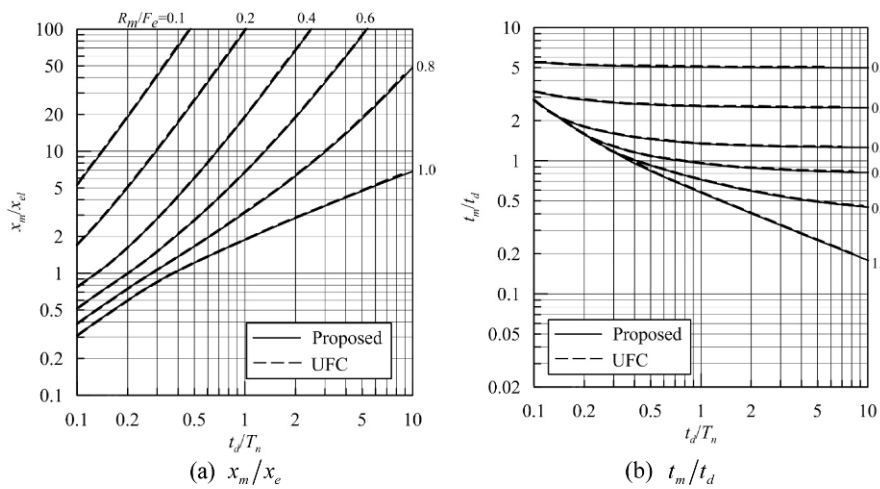 R_m/F_e=0.1 0.2 0.4 0.6
100
50
20
10
5
2
1
0.5
0.2
0.1
x_m/x_el
0.8
1.0
Proposed
UFC
0.1 0.2 0.5 1 2 5 10
t_d/T_n
(a) x_m/x_e
10
5
2
1
0.5
0.2
0.1
0.05
0.02
t_m/t_d
Proposed
UFC
0.1 0.2 0.5 1 2 5 10
t_d/T_n
(b) t_m/t_d